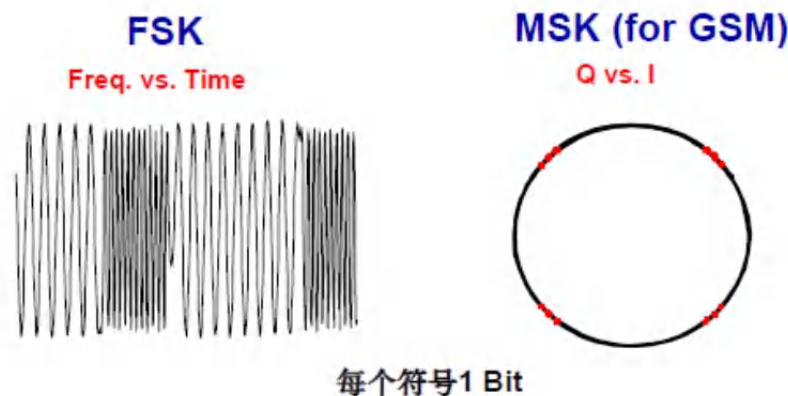 FSK
Freq. vs. Time
MSK (for GSM)
Q vs. I
每个符号1 Bit